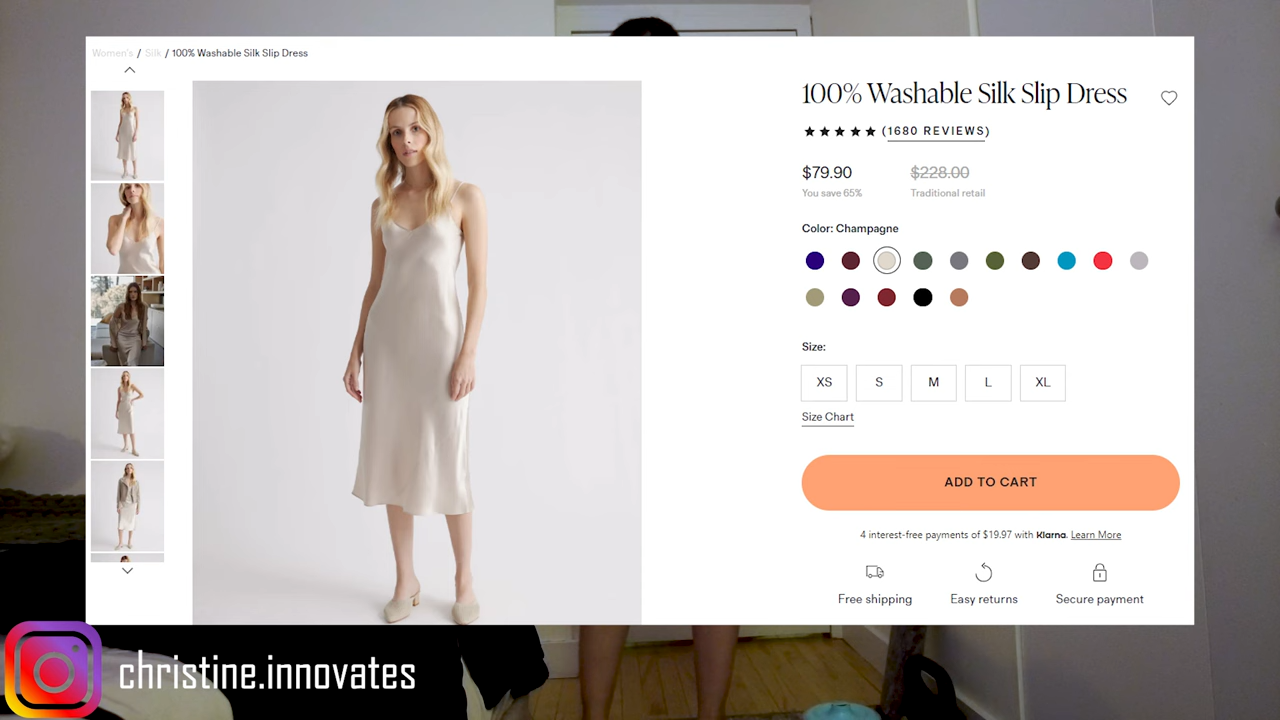 Women's / Silk / 100% Washable Silk Slip Dress
100% Washable Silk Slip Dress
(1680 REVIEWS)
$79.90 $228.00
You save 65% Traditional retail
Color: Champagne
Size:
XS S M L XL
Size Chart
ADD TO CART
4 interest-free payments of $19.97 with Klarna. Learn More
Free shipping Easy returns Secure payment
christine.innovates